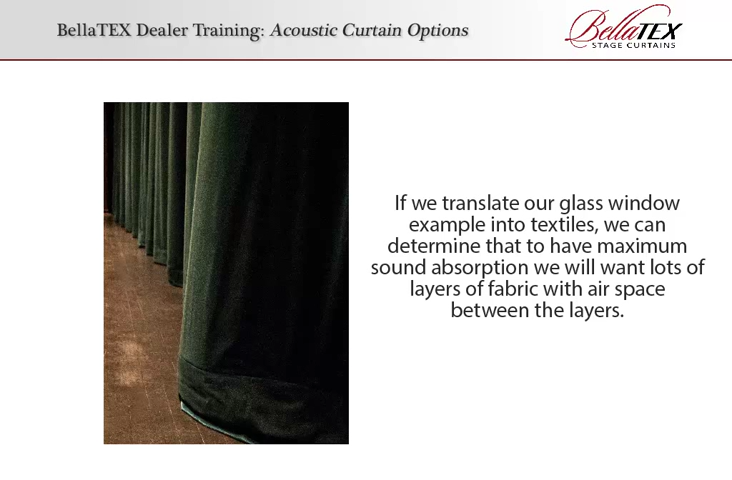 BellaTEX Dealer Training: Acoustic Curtain Options
BellaTEX
STAGE CURTAINS
If we translate our glass window
example into textiles, we can
determine that to have maximum
sound absorption we will want lots of
layers of fabric with air space
between the layers.